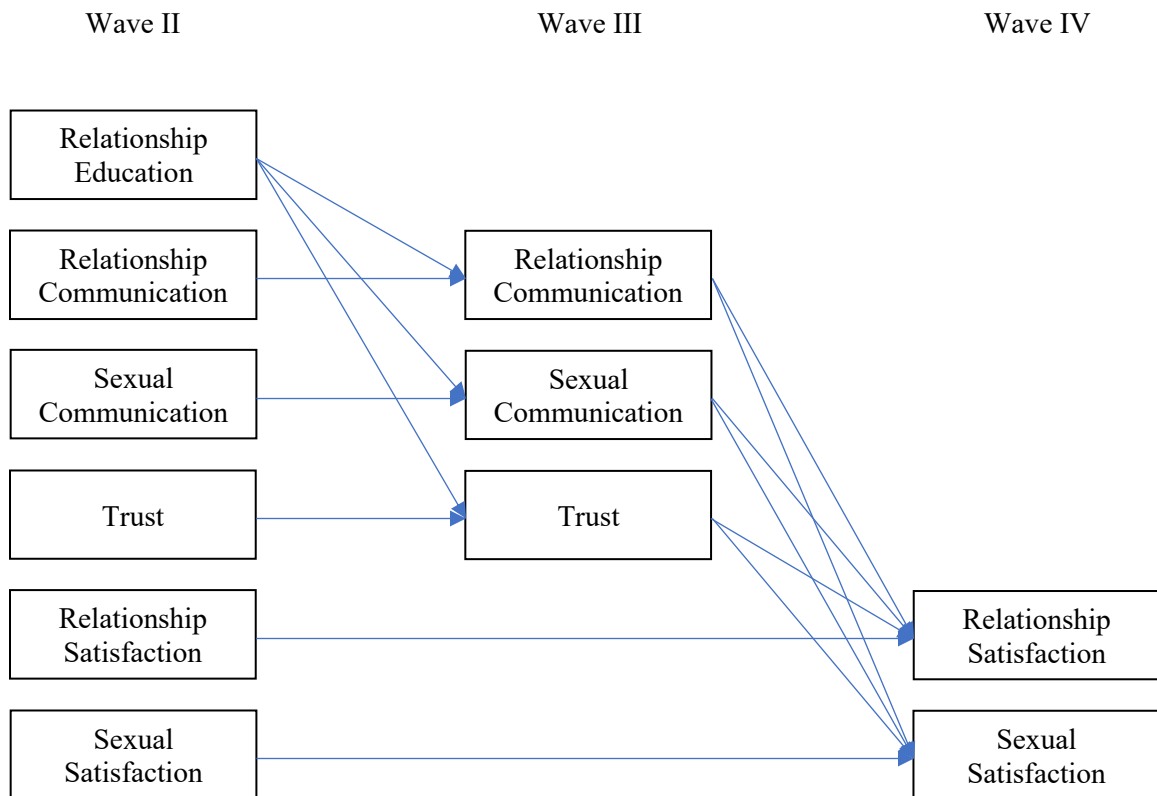 Wave II
Wave III
Wave IV
Relationship
Education
Relationship
Communication
Relationship
Communication
Sexual
Communication
Sexual
Communication
Trust
Trust
Relationship
Satisfaction
Relationship
Satisfaction
Sexual
Satisfaction
Sexual
Satisfaction